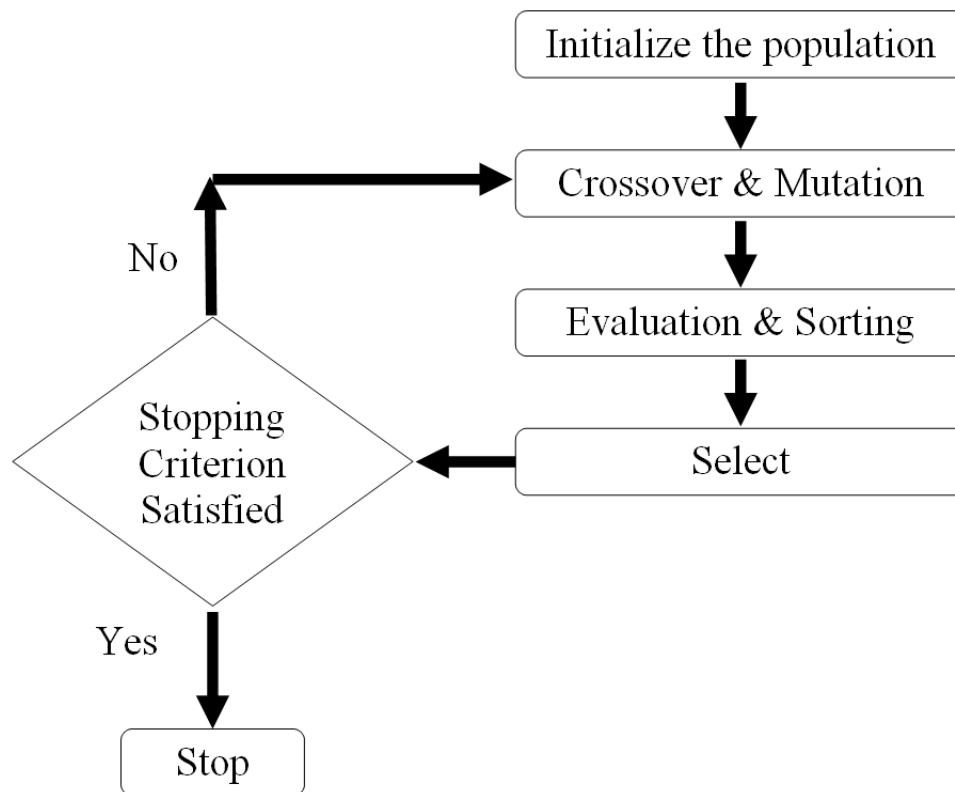 Initialize the population
Crossover & Mutation
No
Evaluation & Sorting
Stopping
Criterion
Satisfied
Select
Yes
Stop